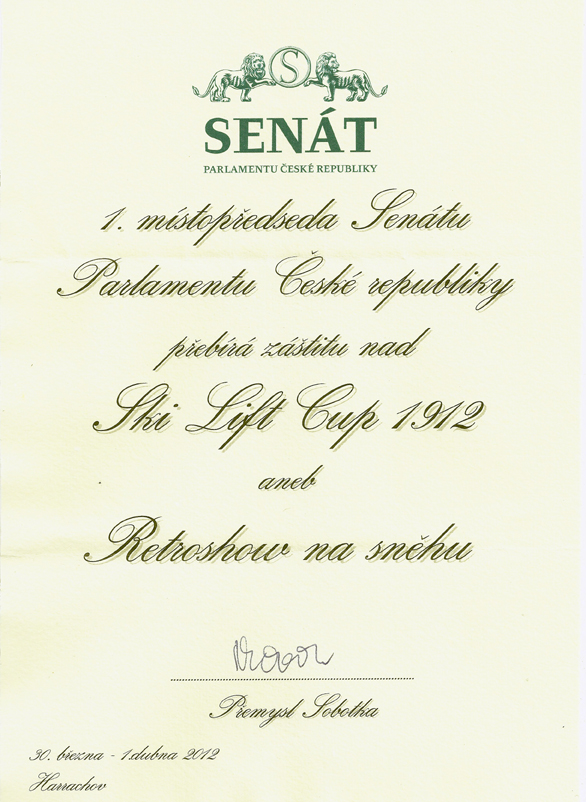 S
SENÁT
PARLAMENTU ČESKÉ REPUBLIKY
1. místopředseda Senátu
Parlamentu České republiky
přebírá záštitu nad
Ski Lift Cup 1912
aneb
Retroshow na sněhu
Přemysl Sobotka
30. března - 1.dubna 2012
Harrachov